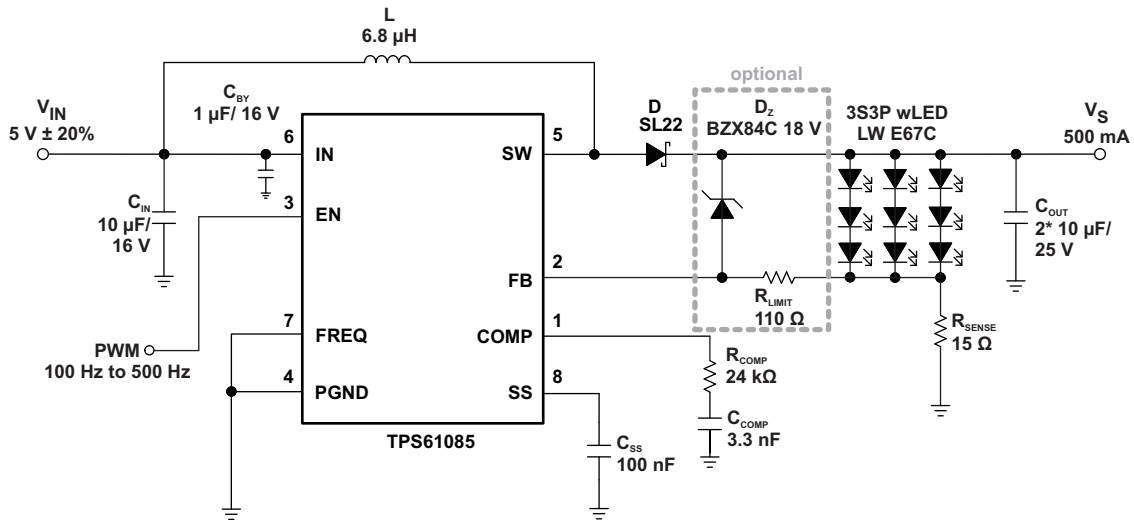 L
6.8 µH
optional
V_IN
5 V ± 20%
C_BY
1 µF/ 16 V
D
SL22
D_Z
BZX84C 18 V
3S3P wLED
LW E67C
V_S
500 mA
6
IN
5
SW
C_IN
10 µF/
16 V
3
EN
C_OUT
2* 10 µF/
25 V
2
FB
R_LIMIT
110 Ω
7
FREQ
1
COMP
R_SENSE
15 Ω
PWM
100 Hz to 500 Hz
4
PGND
8
SS
R_COMP
24 kΩ
C_COMP
3.3 nF
TPS61085
C_SS
100 nF